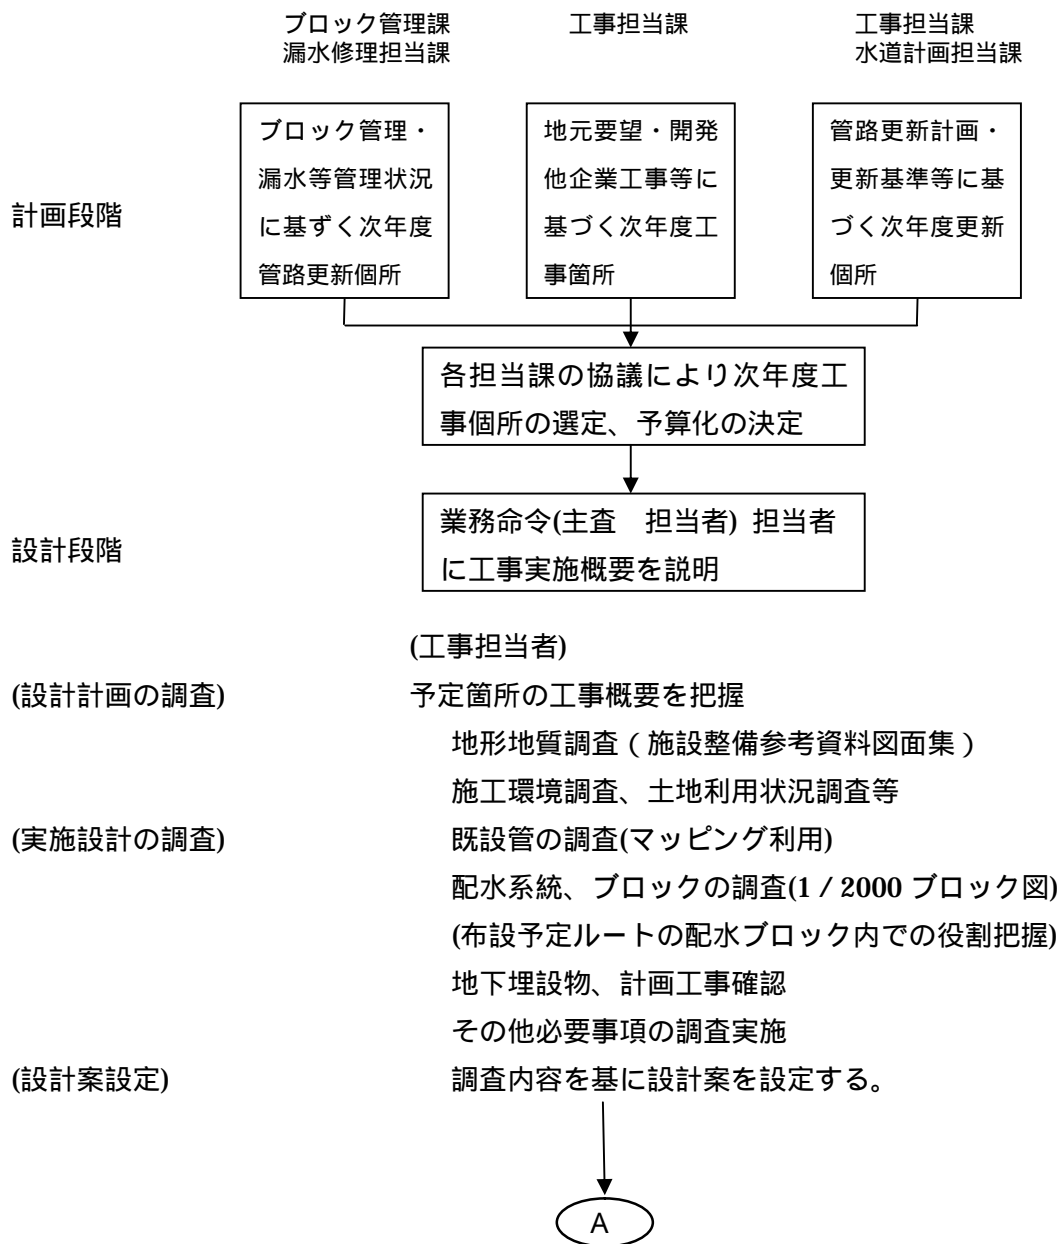 ブロック管理課
漏水修理担当課
工事担当課
工事担当課
水道計画担当課
計画段階
ブロック管理・
漏水等管理状況
に基ずく次年度
管路更新個所
地元要望・開発
他企業工事等に
基づく次年度工
事箇所
管路更新計画・
更新基準等に基
づく次年度更新
個所
各担当課の協議により次年度工
事個所の選定、予算化の決定
設計段階
業務命令(主査　担当者) 担当者
に工事実施概要を説明
(工事担当者)
(設計計画の調査)　予定箇所の工事概要を把握
地形地質調査(施設整備参考資料図面集)
施工環境調査、土地利用状況調査等
(実施設計の調査)　既設管の調査(マッピング利用)
配水系統、ブロックの調査(1/2000 ブロック図)
(布設予定ルートの配水ブロック内での役割把握)
地下埋設物、計画工事確認
その他必要事項の調査実施
(設計案設定)　調査内容を基に設計案を設定する。
A